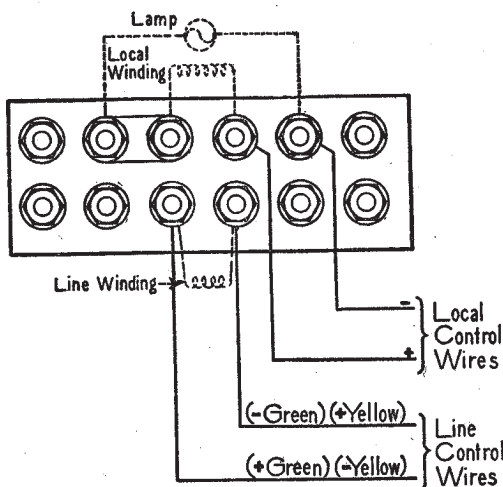 Lamp
Local
Winding
Line Winding
-
Local
+
Control
Wires
(-Green) (+Yellow)
Line
Control
(+Green) (-Yellow)
Wires